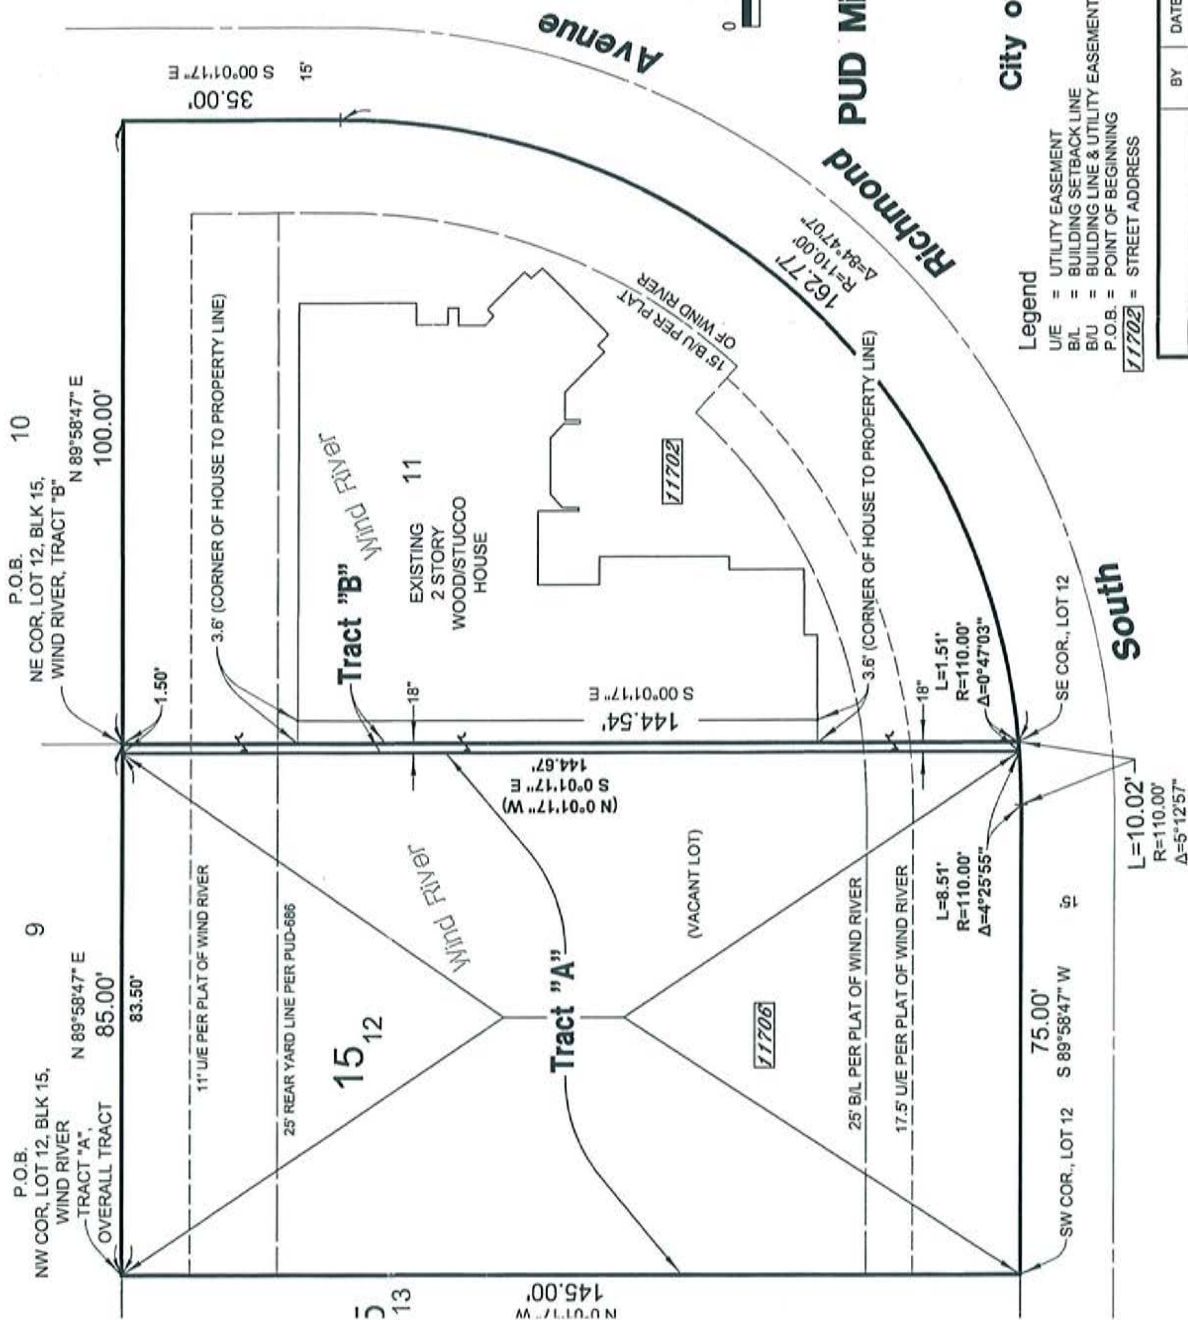 P.O.B.
NW COR, LOT 12, BLK 15,
WIND RIVER
TRACT "A",
OVERALL TRACT
9
N 89°58'47" E
85.00'
83.50'
P.O.B.
NE COR, LOT 12, BLK 15,
WIND RIVER, TRACT "B"
10
N 89°58'47" E
100.00'
1.50'
35.00'
S 00°01'17" E
15'
Avenue
11' U/E PER PLAT OF WIND RIVER
25' REAR YARD LINE PER PUD-686
15
12
Wind River
Tract "A"
(VACANT LOT)
11706
25' B/L PER PLAT OF WIND RIVER
17.5' U/E PER PLAT OF WIND RIVER
13
145.00'
N 0°01'17" W
(N 0°01'17" W)
S 0°01'17" E
144.67'
18"
144.54'
S 00°01'17" E
18"
3.6' (CORNER OF HOUSE TO PROPERTY LINE)
Tract "B"
Wind River
11
EXISTING
2 STORY
WOOD/STUCCO
HOUSE
11702
15' B/U PER PLAT
OF WIND RIVER
162.77'
R=110.00'
Δ=84°47'07"
Richmond
3.6' (CORNER OF HOUSE TO PROPERTY LINE)
L=1.51'
R=110.00'
Δ=0°47'03"
SE COR., LOT 12
South
L=8.51'
R=110.00'
Δ=4°25'55"
L=10.02'
R=110.00'
Δ=5°12'57"
SW COR., LOT 12
75.00'
S 89°58'47" W
15'
0
PUD Mi
City o
Legend
U/E = UTILITY EASEMENT
B/L = BUILDING SETBACK LINE
B/U = BUILDING LINE & UTILITY EASEMENT
P.O.B. = POINT OF BEGINNING
11702 = STREET ADDRESS
BY DATE